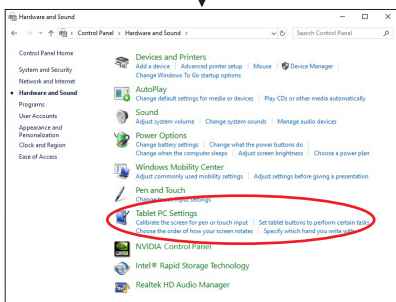 Hardware and Sound
Control Panel > Hardware and Sound >
Search Control Panel
Control Panel Home
System and Security
Network and Internet
Hardware and Sound
Programs
User Accounts
Appearance and
Personalization
Clock and Region
Ease of Access
Devices and Printers
Add a device | Advanced printer setup | Mouse | Device Manager |
Change Windows To Go startup options
AutoPlay
Change default settings for media or devices | Play CDs or other media automatically
Sound
Adjust system volume | Change system sounds | Manage audio devices
Power Options
Change battery settings | Change what the power buttons do |
Change when the computer sleeps | Adjust screen brightness | Choose a power plan
Windows Mobility Center
Adjust commonly used mobility settings | Adjust settings before giving a presentation
Pen and Touch
Change touch input settings
Tablet PC Settings
Calibrate the screen for pen or touch input | Set tablet buttons to perform certain tasks
Choose the order of how your screen rotates | Specify which hand you write with
NVIDIA Control Panel
Intel® Rapid Storage Technology
Realtek HD Audio Manager